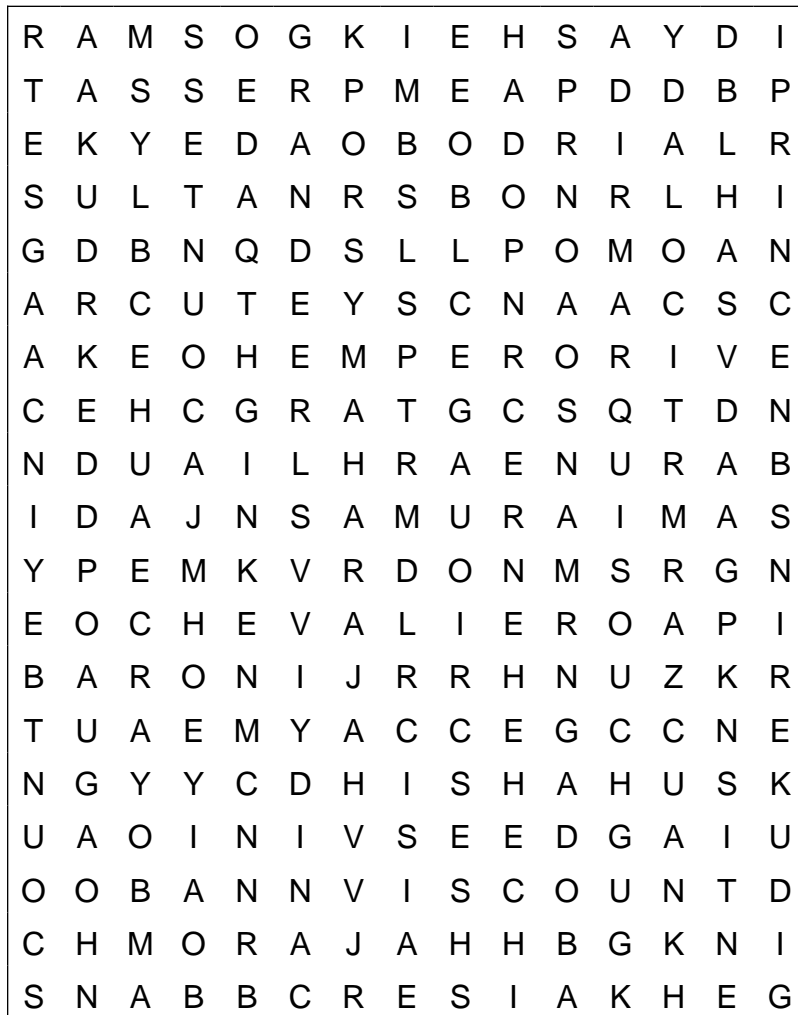 R A M S O G K I E H S A Y D I
T A S S E R P M E A P D D B P
E K Y E D A O B O D R I A L R
S U L T A N R S B O N R L H I
G D B N Q D S L L P O M O A N
A R C U T E Y S C N A A C S C
A K E O H E M P E R O R I V E
C E H C G R A T G C S Q T D N
N D U A I L H R A E N U R A B
I D A J N S A M U R A I M A S
Y P E M K V R D O N M S R G N
E O C H E V A L I E R O A P I
B A R O N I J R R H N U Z K R
T U A E M Y A C C E G C C N E
N G Y Y C D H I S H A H U S K
U A O I N I V S E E D G A I U
O O B A N N V I S C O U N T D
C H M O R A J A H H B G K N I
S N A B B C R E S I A K H E G